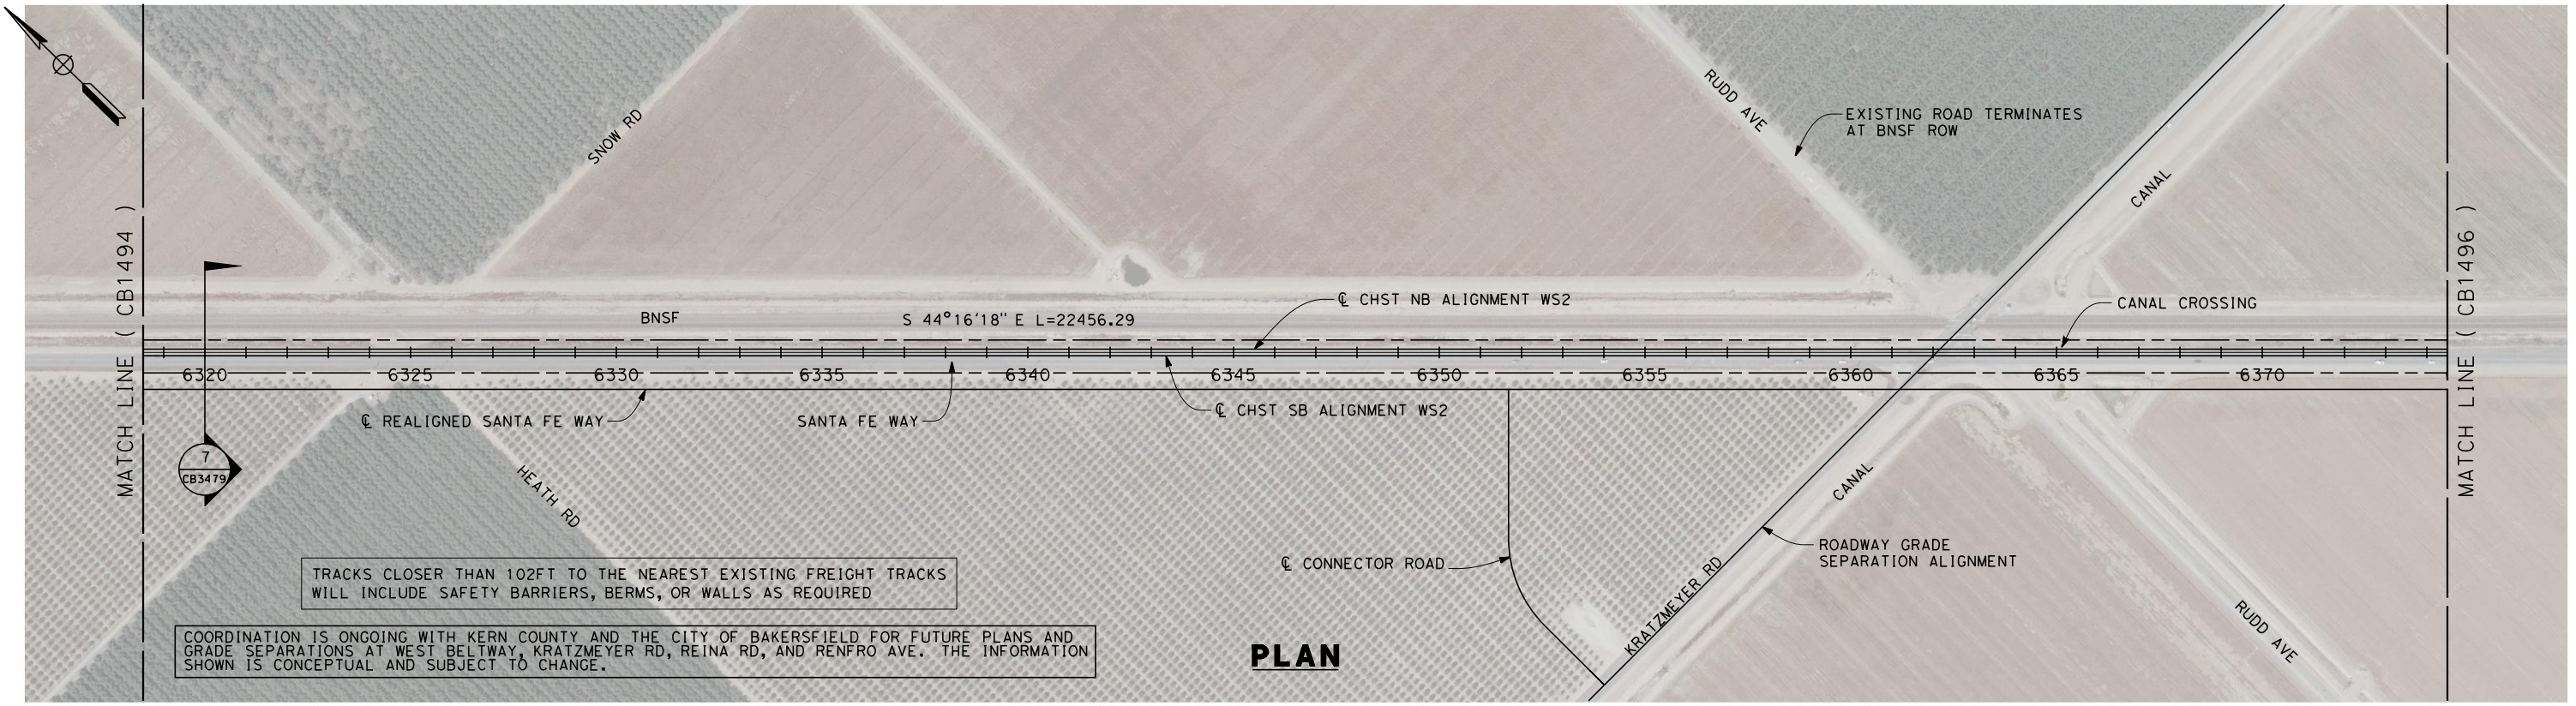 SNOW RD
RUDD AVE
EXISTING ROAD TERMINATES
AT BNSF ROW
CANAL
MATCH LINE ( CB1494 )
MATCH LINE ( CB1496 )
BNSF
S 44°16'18" E L=22456.29
℄ CHST NB ALIGNMENT WS2
CANAL CROSSING
6320 6325 6330 6335 6340 6345 6350 6355 6360 6365 6370
℄ REALIGNED SANTA FE WAY
SANTA FE WAY
℄ CHST SB ALIGNMENT WS2
7
CB3479
HEATH RD
CANAL
℄ CONNECTOR ROAD
ROADWAY GRADE
SEPARATION ALIGNMENT
KRATZMEYER RD
RUDD AVE
TRACKS CLOSER THAN 102FT TO THE NEAREST EXISTING FREIGHT TRACKS
WILL INCLUDE SAFETY BARRIERS, BERMS, OR WALLS AS REQUIRED
COORDINATION IS ONGOING WITH KERN COUNTY AND THE CITY OF BAKERSFIELD FOR FUTURE PLANS AND
GRADE SEPARATIONS AT WEST BELTWAY, KRATZMEYER RD, REINA RD, AND RENFRO AVE. THE INFORMATION
SHOWN IS CONCEPTUAL AND SUBJECT TO CHANGE.
PLAN